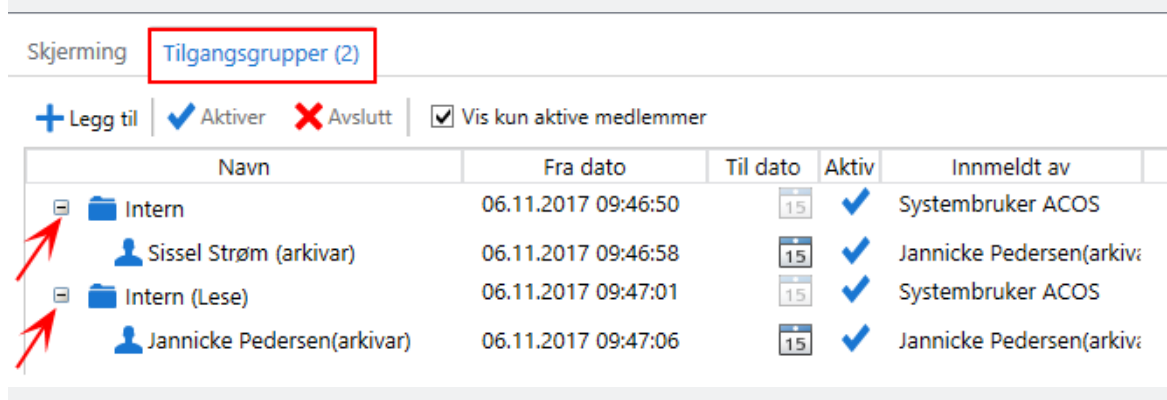 Skjerming Tilgangsgrupper (2)
Legg til Aktiver Avslutt Vis kun aktive medlemmer
Navn Fra dato Til dato Aktiv Innmeldt av
Intern 06.11.2017 09:46:50 15 Systembruker ACOS
Sissel Strøm (arkivar) 06.11.2017 09:46:58 15 Jannicke Pedersen(arkiva
Intern (Lese) 06.11.2017 09:47:01 15 Systembruker ACOS
Jannicke Pedersen(arkivar) 06.11.2017 09:47:06 15 Jannicke Pedersen(arkiva